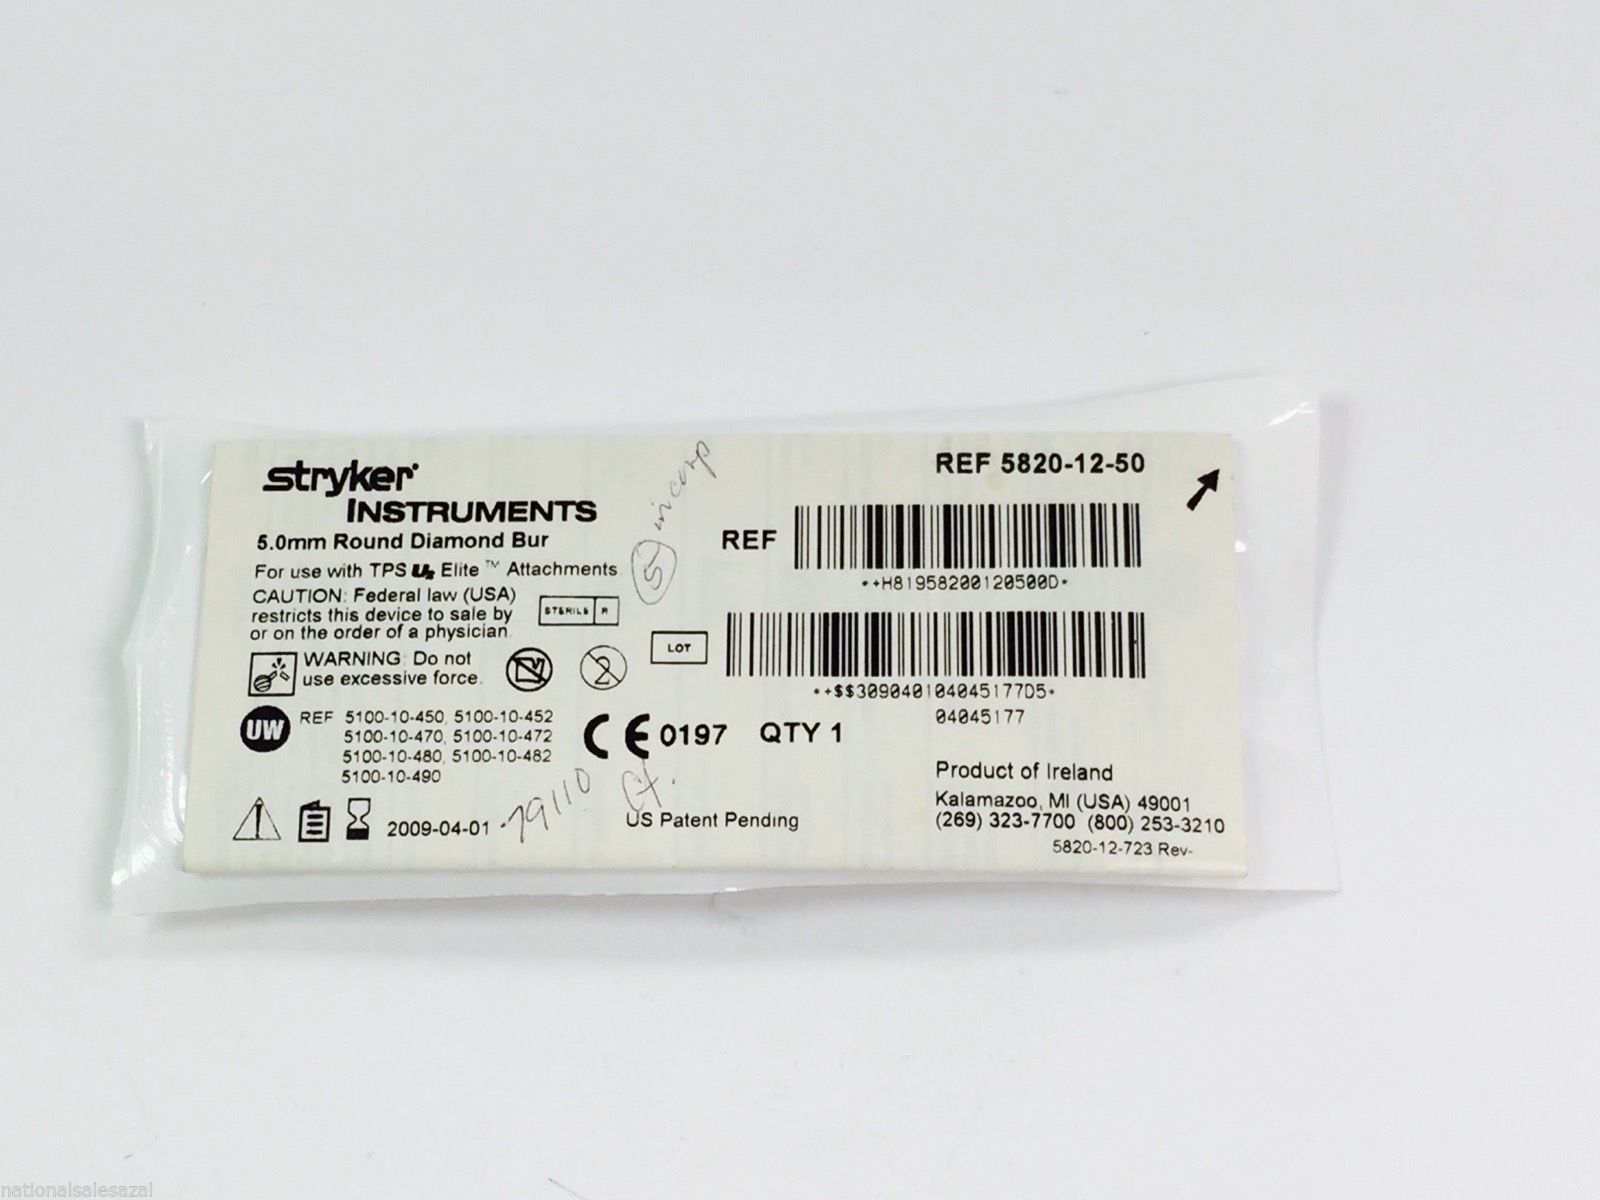 stryker
INSTRUMENTS
5.0mm Round Diamond Bur
For use with TPS U2 Elite™ Attachments
CAUTION: Federal law (USA)
restricts this device to sale by
or on the order of a physician.
STERILE R
WARNING: Do not
use excessive force.
2
UW
REF 5100-10-450, 5100-10-452
5100-10-470, 5100-10-472
5100-10-480, 5100-10-482
5100-10-490
2009-04-01
79110
5
CE 0197 QTY 1
US Patent Pending
REF 5820-12-50
REF
*+H81958200120500D*
LOT
*+$$309040104045177D5*
04045177
Product of Ireland
Kalamazoo, MI (USA) 49001
(269) 323-7700 (800) 253-3210
5820-12-723 Rev-
nationalsalesazal